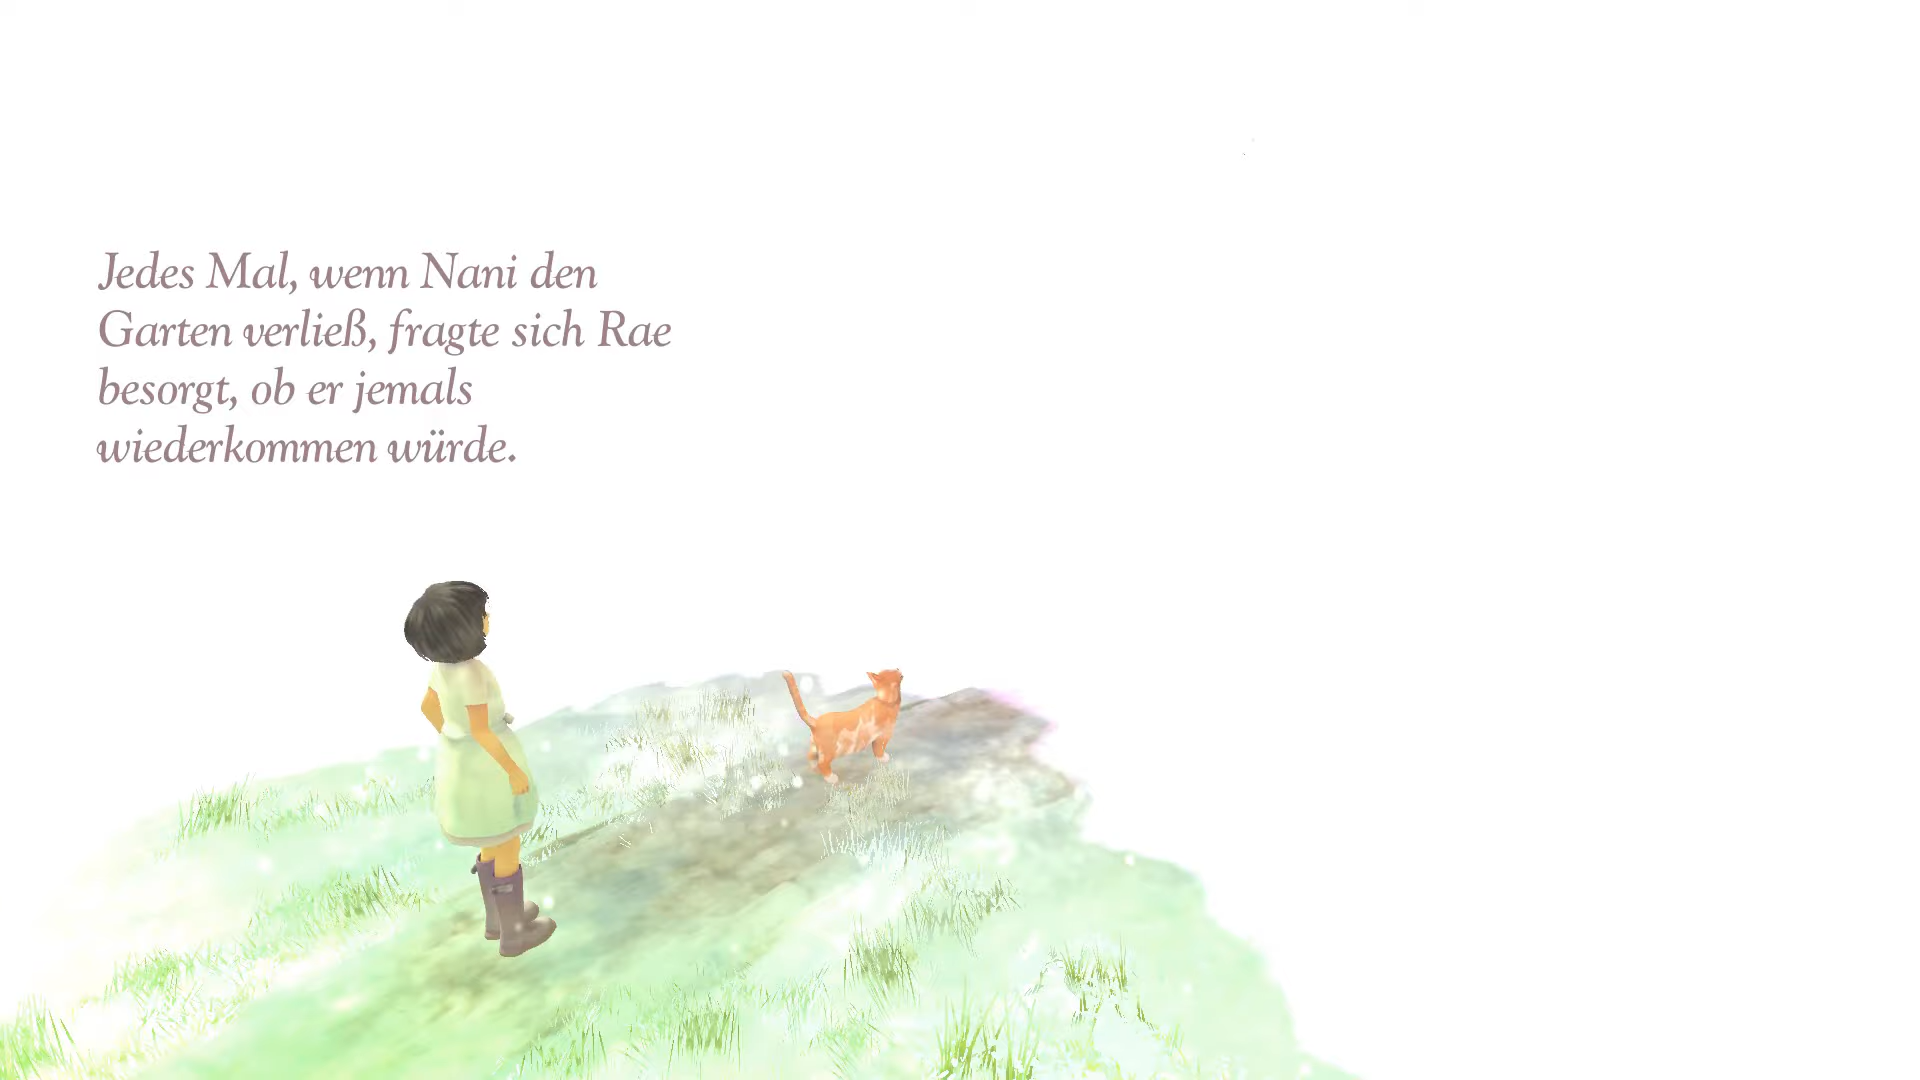 Jedes Mal, wenn Nani den
Garten verließ, fragte sich Rae
besorgt, ob er jemals
wiederkommen würde.